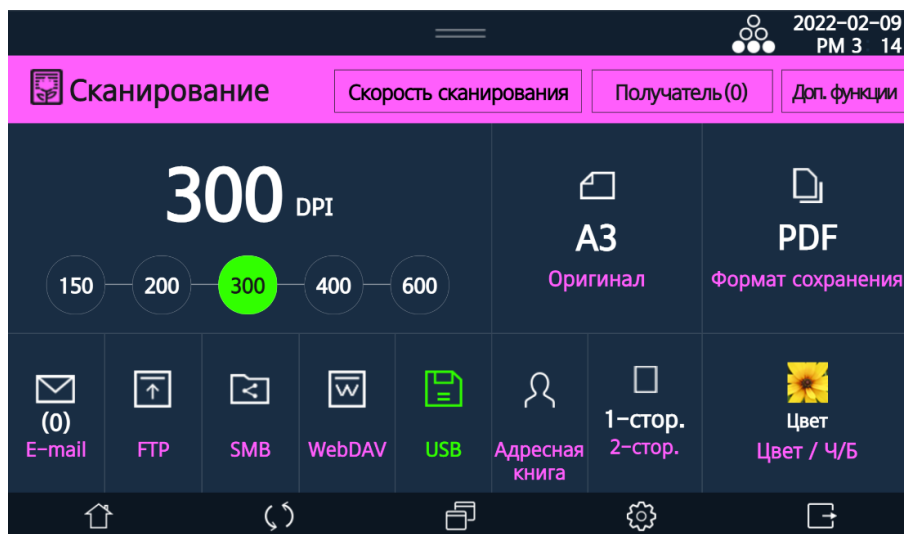 2022-02-09
PM 3 14
Сканирование
Скорость сканирования
Получатель (0)
Доп. функции
300 DPI
150
200
300
400
600
A3
Оригинал
PDF
Формат сохранения
(0)
E-mail
FTP
SMB
WebDAV
USB
Адресная
книга
1-стор.
2-стор.
Цвет
Цвет / Ч/Б